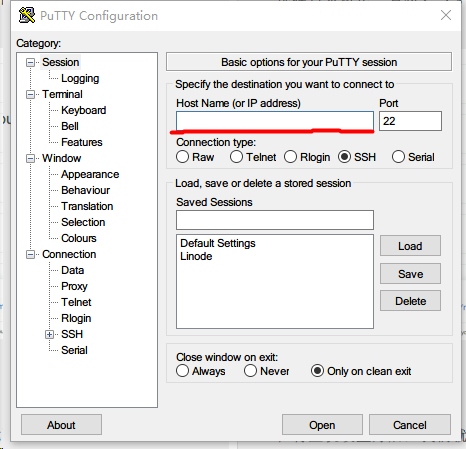 PuTTY Configuration
Category:
Session
Logging
Terminal
Keyboard
Bell
Features
Window
Appearance
Behaviour
Translation
Selection
Colours
Connection
Data
Proxy
Telnet
Rlogin
SSH
Serial
Basic options for your PuTTY session
Specify the destination you want to connect to
Host Name (or IP address) Port
22
Connection type:
Raw Telnet Rlogin SSH Serial
Load, save or delete a stored session
Saved Sessions
Default Settings
Linode
Load
Save
Delete
Close window on exit:
Always Never Only on clean exit
About Open Cancel